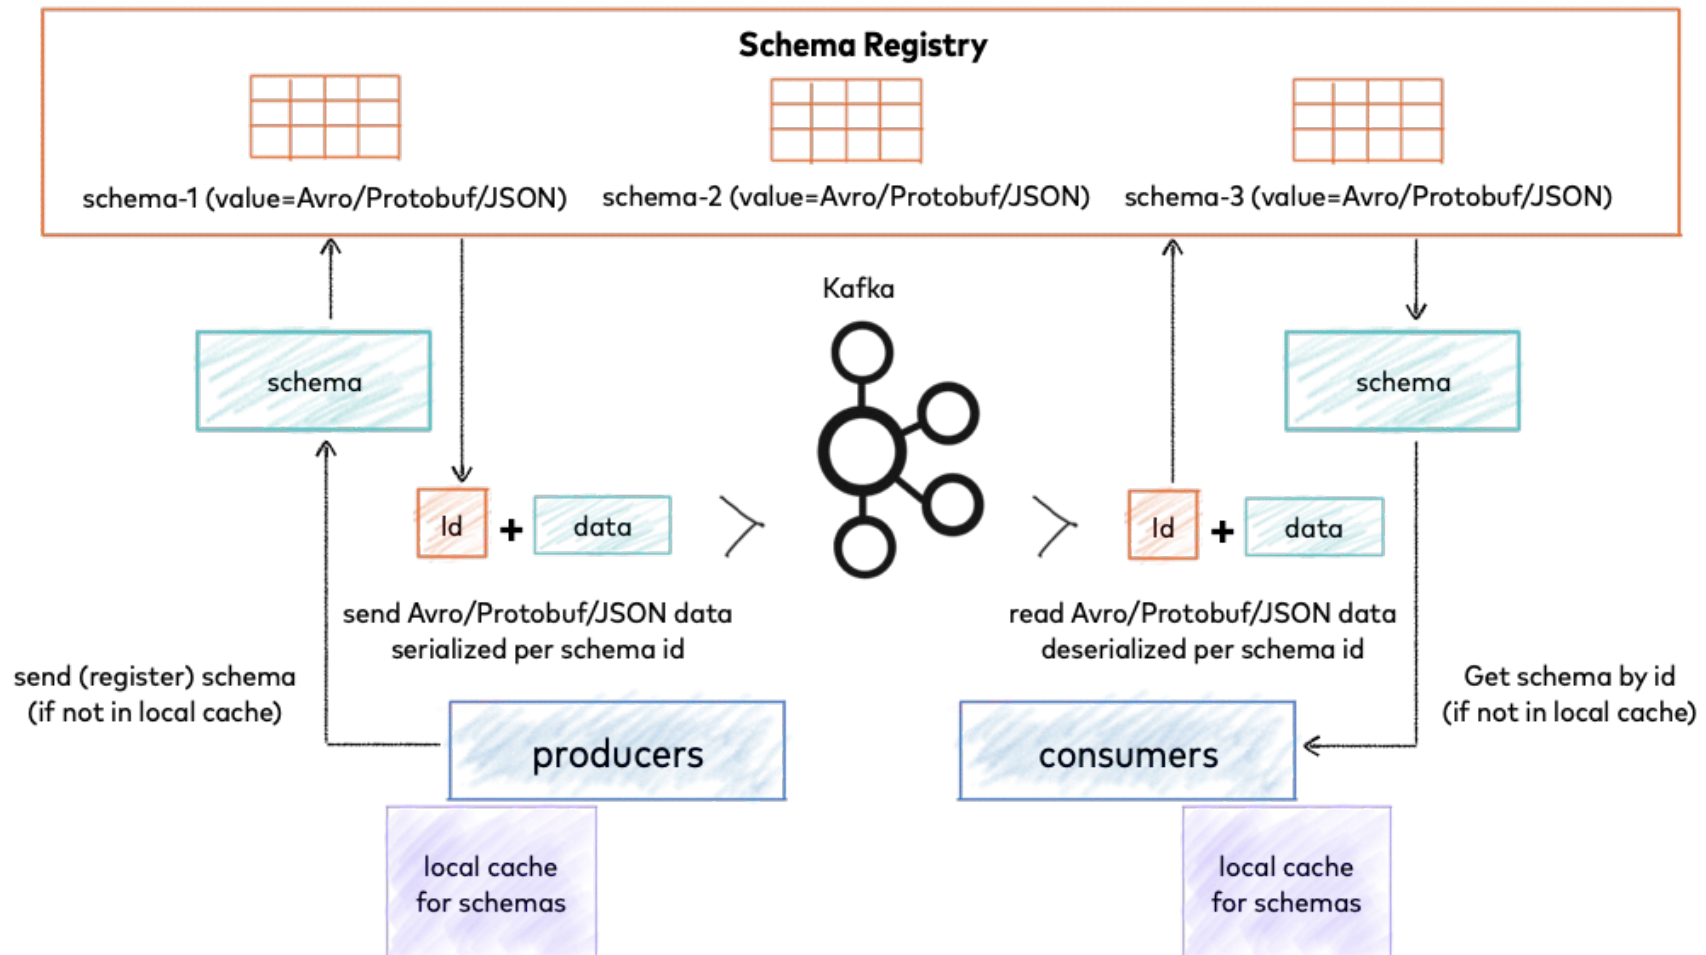 Schema Registry
schema-1 (value=Avro/Protobuf/JSON)
schema-2 (value=Avro/Protobuf/JSON)
schema-3 (value=Avro/Protobuf/JSON)
Kafka
schema
schema
Id + data
Id + data
send Avro/Protobuf/JSON data
serialized per schema id
read Avro/Protobuf/JSON data
deserialized per schema id
send (register) schema
(if not in local cache)
Get schema by id
(if not in local cache)
producers
consumers
local cache
for schemas
local cache
for schemas